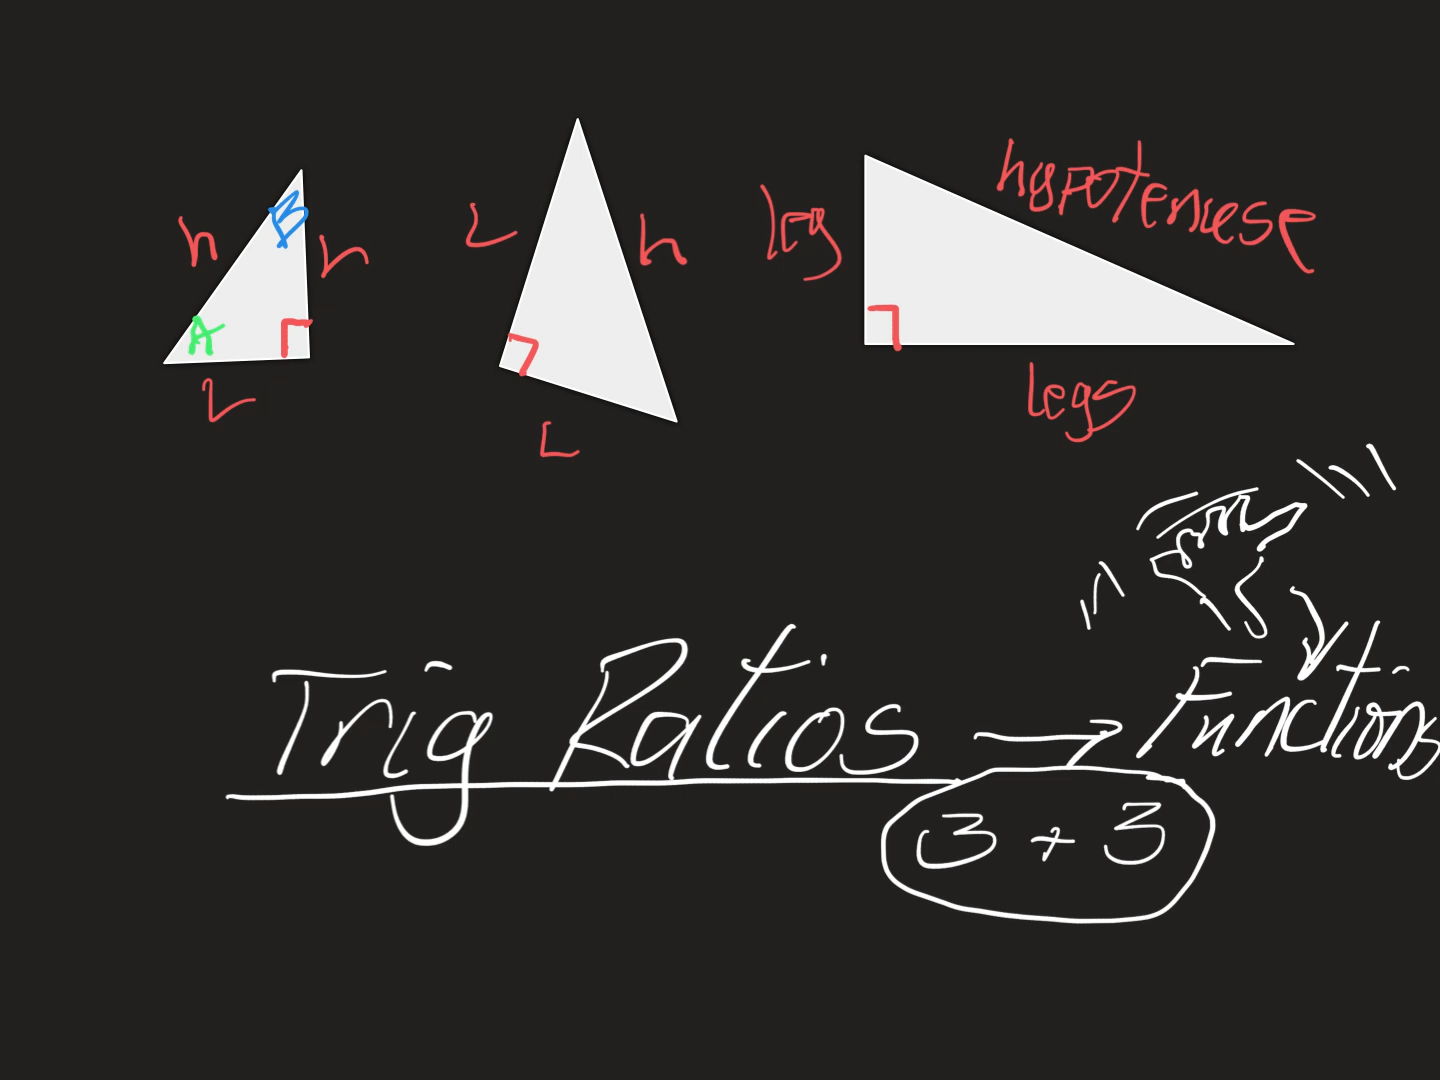 h
B
A
L
L
h
L
leg
hypotenuese
legs
Trig Ratios → Functions
3 + 3